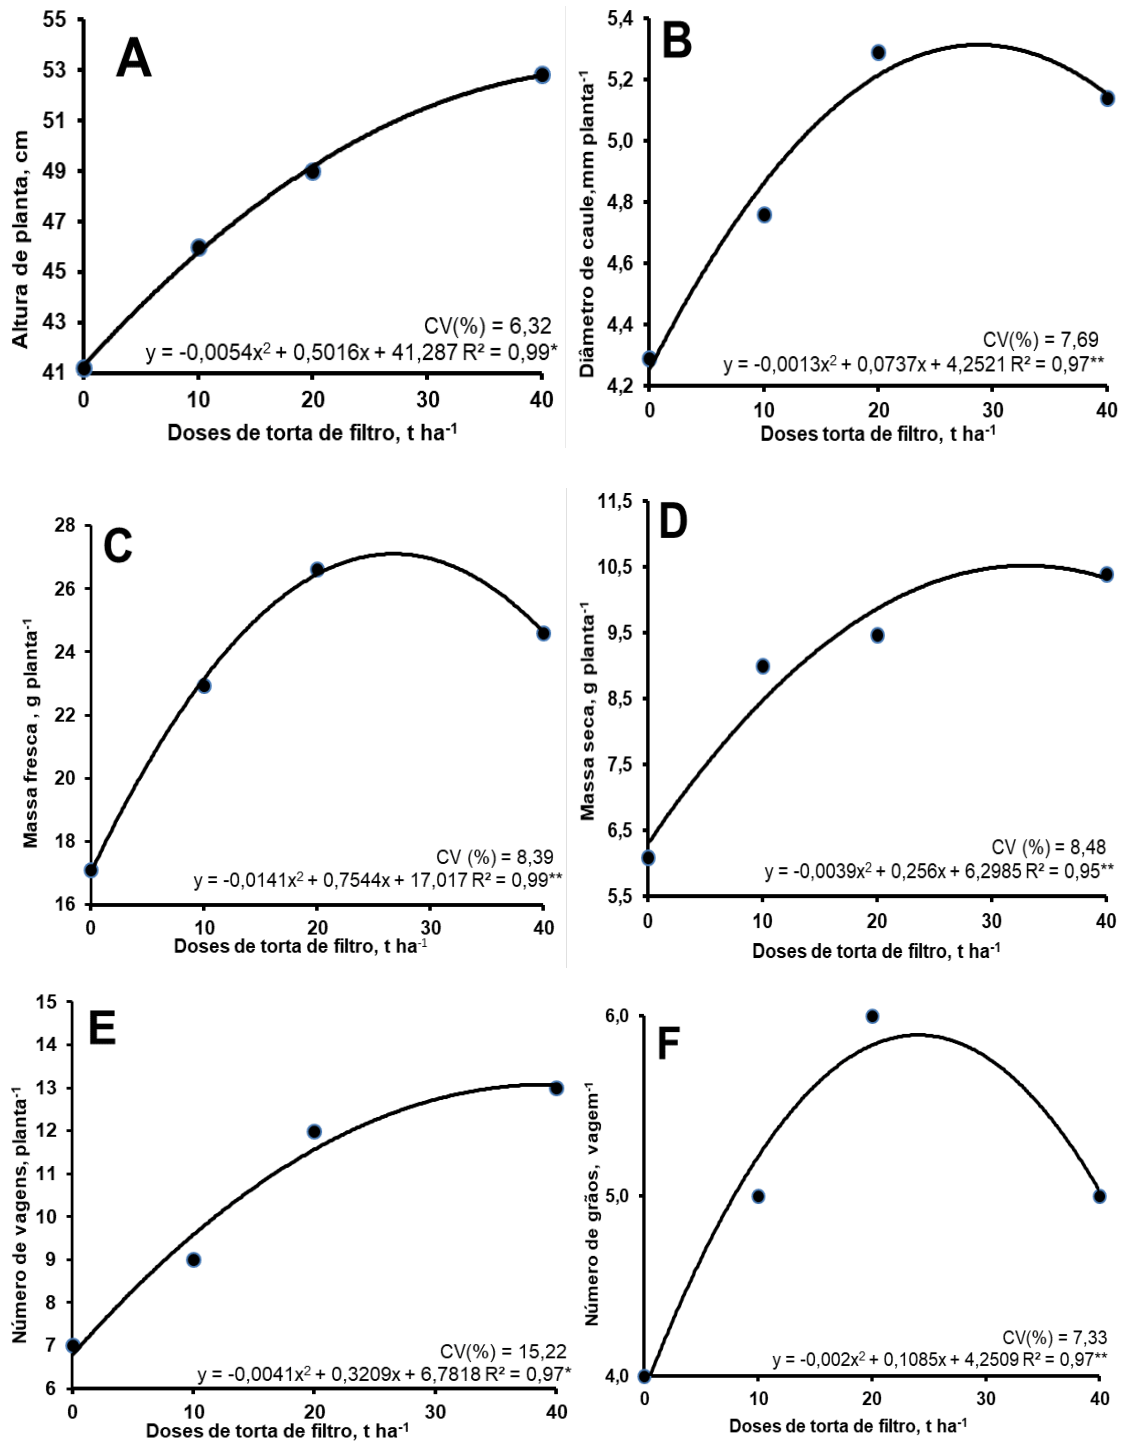 A
Altura de planta, cm
55
53
51
49
47
45
43
41
CV(%) = 6,32
y = -0,0054x² + 0,5016x + 41,287 R² = 0,99*
0 10 20 30 40
Doses de torta de filtro, t ha⁻¹
B
Diâmetro de caule,mm planta⁻¹
5,4
5,2
5,0
4,8
4,6
4,4
4,2
CV(%) = 7,69
y = -0,0013x² + 0,0737x + 4,2521 R² = 0,97**
0 10 20 30 40
Doses torta de filtro, t ha⁻¹
C
Massa fresca , g planta⁻¹
28
26
24
22
20
18
16
CV (%) = 8,39
y = -0,0141x² + 0,7544x + 17,017 R² = 0,99**
0 10 20 30 40
Doses de torta de filtro, t ha⁻¹
D
Massa seca, g planta⁻¹
11,5
10,5
9,5
8,5
7,5
6,5
5,5
CV (%) = 8,48
y = -0,0039x² + 0,256x + 6,2985 R² = 0,95**
0 10 20 30 40
Doses de torta de filtro, t ha⁻¹
E
Número de vagens, planta⁻¹
15
14
13
12
11
10
9
8
7
6
CV(%) = 15,22
y = -0,0041x² + 0,3209x + 6,7818 R² = 0,97*
0 10 20 30 40
Doses de torta de filtro, t ha⁻¹
F
Número de grãos, vagem⁻¹
6,0
5,0
4,0
CV(%) = 7,33
y = -0,002x² + 0,1085x + 4,2509 R² = 0,97**
0 10 20 30 40
Doses de torta de filtro, t ha⁻¹